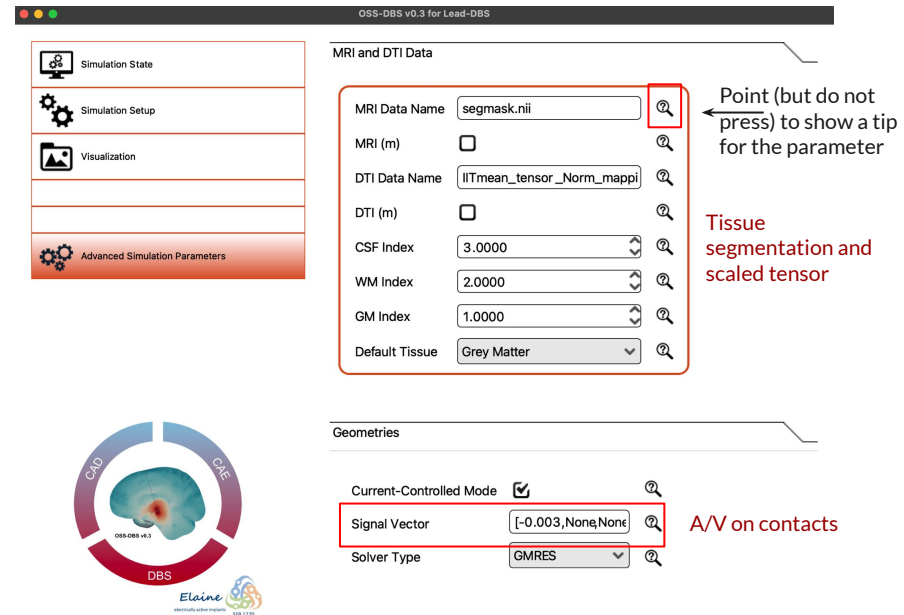 OSS-DBS v0.3 for Lead-DBS
Simulation State
Simulation Setup
Visualization
Advanced Simulation Parameters
MRI and DTI Data
MRI Data Name segmask.nii
MRI (m)
DTI Data Name IITmean_tensor_Norm_mappi
DTI (m)
CSF Index 3.0000
WM Index 2.0000
GM Index 1.0000
Default Tissue Grey Matter
Point (but do not
press) to show a tip
for the parameter
Tissue
segmentation and
scaled tensor
Geometries
Current-Controlled Mode
Signal Vector [-0.003,None,None
A/V on contacts
Solver Type GMRES
CAD
CAE
OSS-DBS v0.3
DBS
Elaine
electrically active implants
SFB 1270